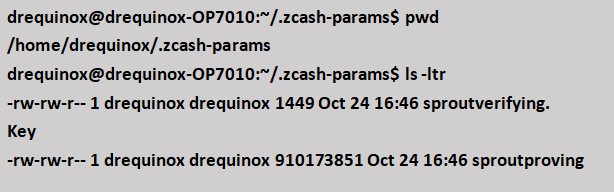 drequinox@drequinox-OP7010:~/.zcash-params$ pwd
/home/drequinox/.zcash-params
drequinox@drequinox-OP7010:~/.zcash-params$ ls -ltr
-rw-rw-r-- 1 drequinox drequinox 1449 Oct 24 16:46 sproutverifying.
Key
-rw-rw-r-- 1 drequinox drequinox 910173851 Oct 24 16:46 sproutproving